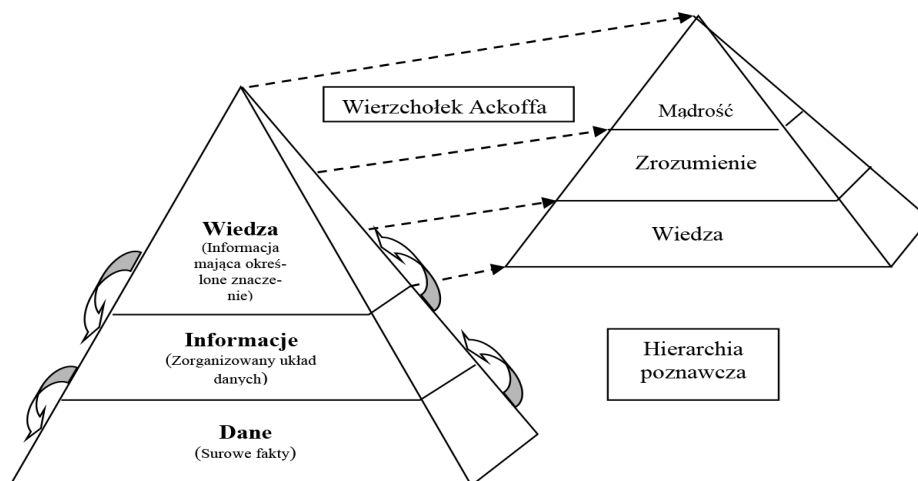 Wierzchołek Ackoffa
Mądrość
Zrozumienie
Wiedza
Wiedza
(Informacja
mająca okreś-
lone znacze-
nie)
Informacje
(Zorganizowany układ
danych)
Dane
(Surowe fakty)
Hierarchia
poznawcza